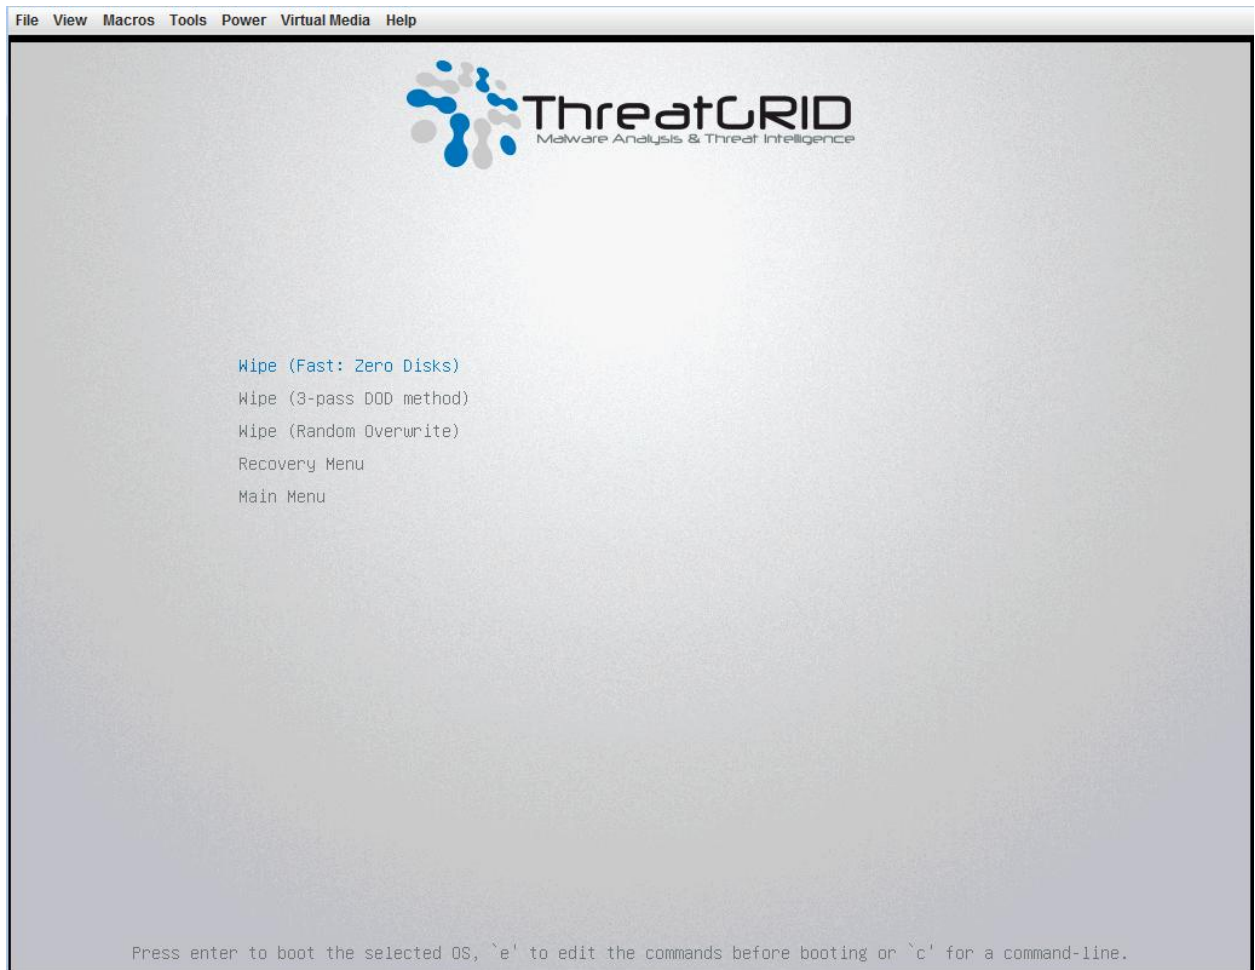 File View Macros Tools Power Virtual Media Help
ThreatGRID
Malware Analysis & Threat Intelligence
Wipe (Fast: Zero Disks)
Wipe (3-pass DOD method)
Wipe (Random Overwrite)
Recovery Menu
Main Menu
Press enter to boot the selected OS, `e' to edit the commands before booting or `c' for a command-line.